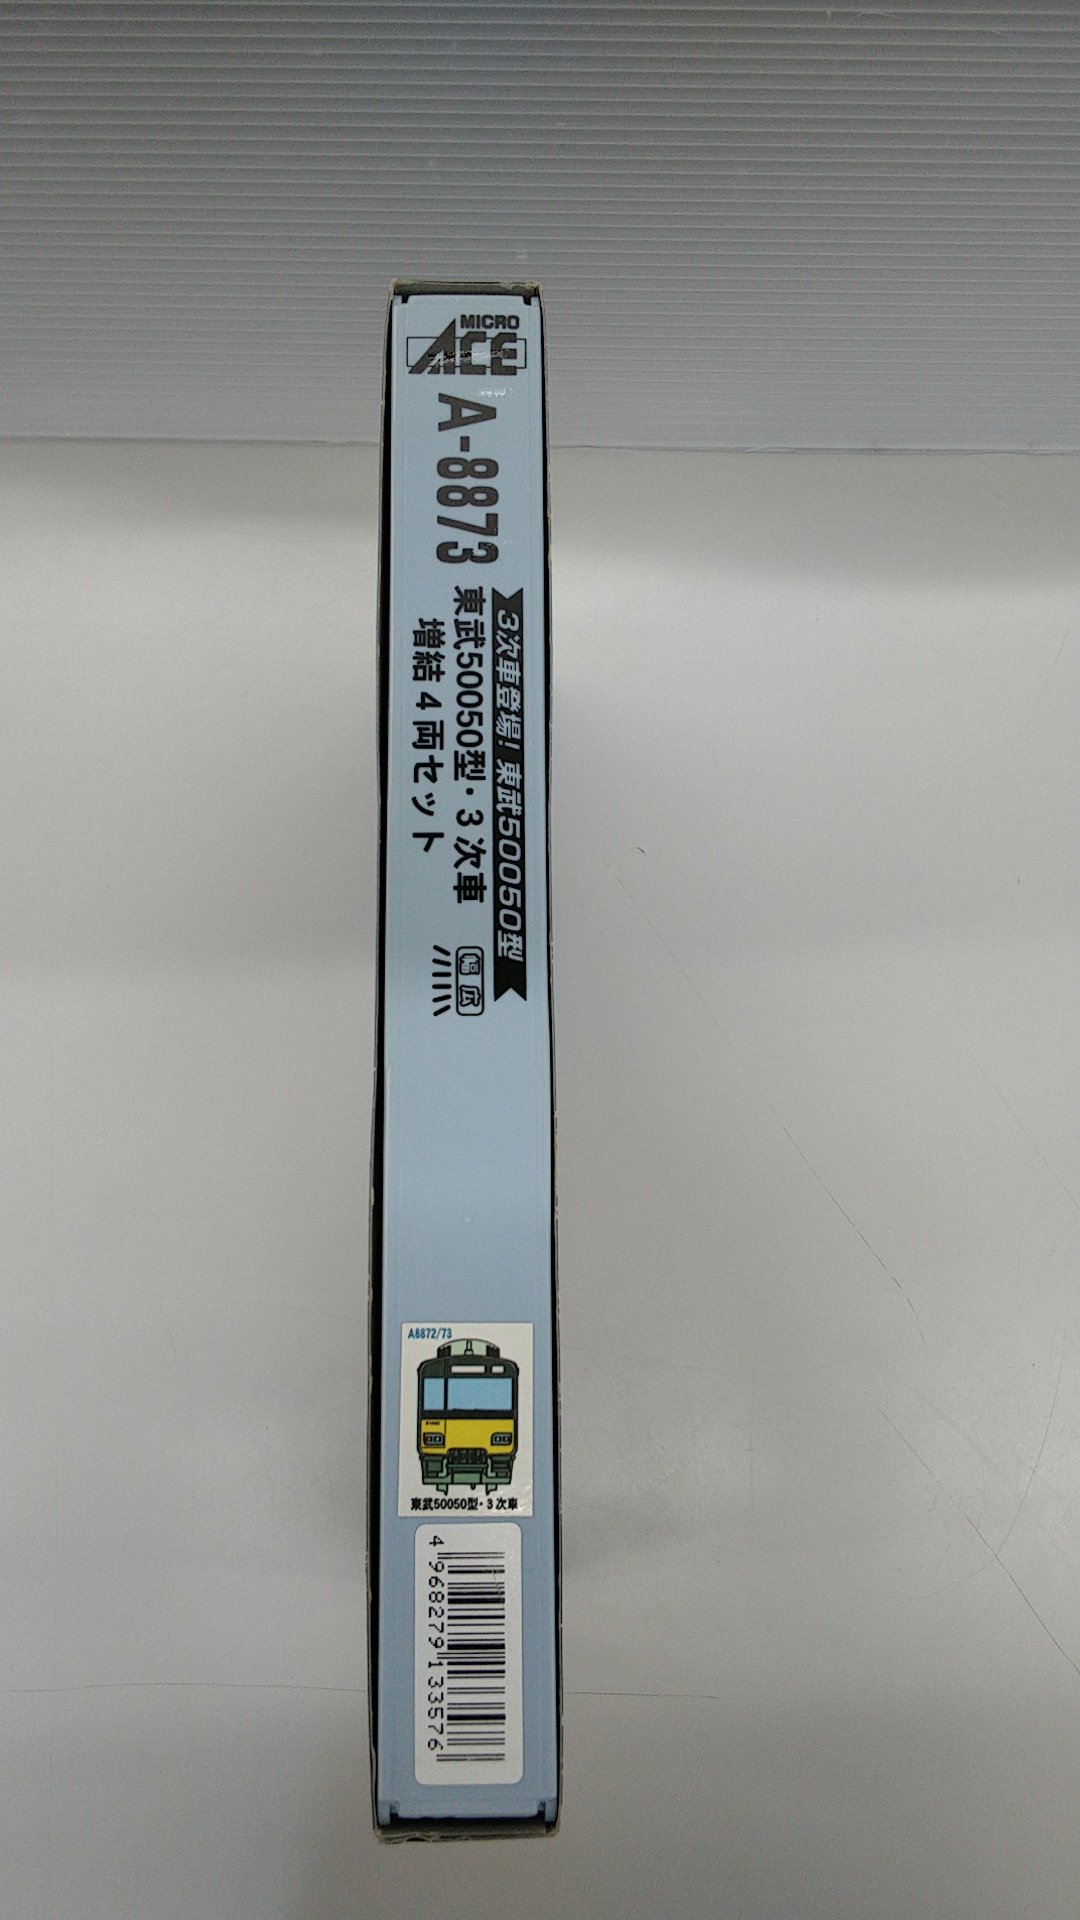 MICRO
ACE
A-8873
3次車登場! 東武50050型
東武50050型・3次車
増結4両セット
幅広
A8872/73
東武50050型・3次車
4 968279 133576